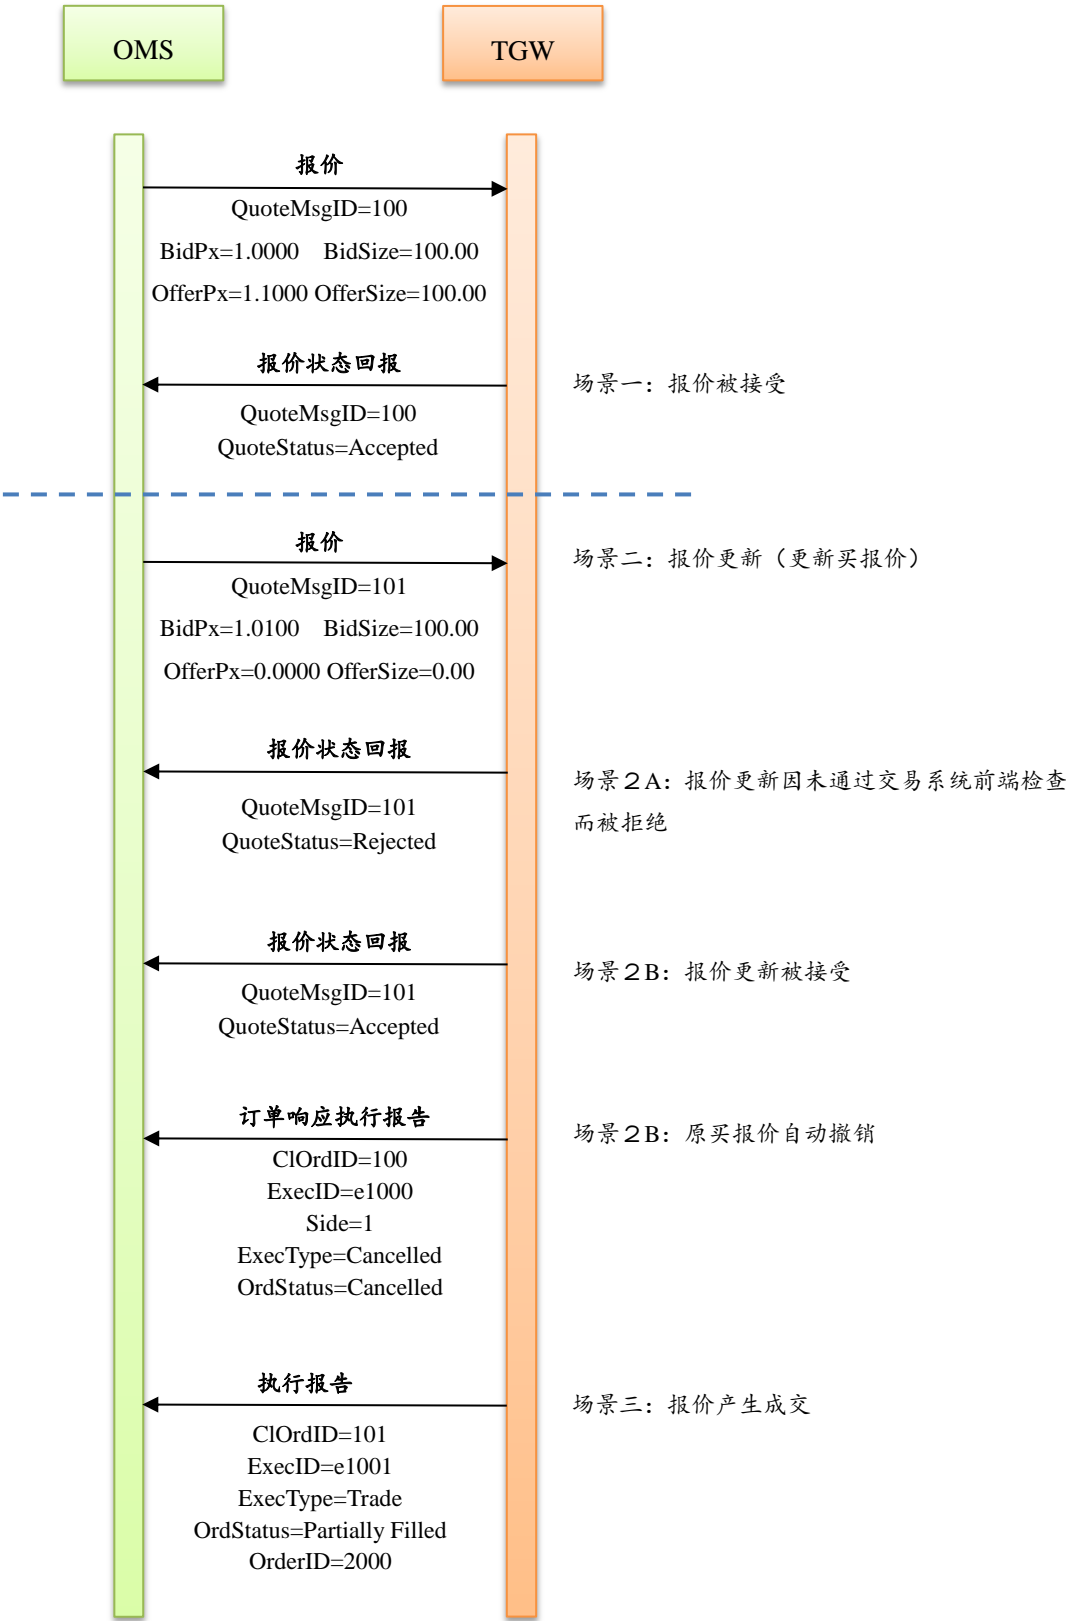 OMS
TGW
报价
QuoteMsgID=100
BidPx=1.0000 BidSize=100.00
OfferPx=1.1000 OfferSize=100.00
报价状态回报
场景一：报价被接受
QuoteMsgID=100
QuoteStatus=Accepted
报价
场景二：报价更新（更新买报价）
QuoteMsgID=101
BidPx=1.0100 BidSize=100.00
OfferPx=0.0000 OfferSize=0.00
报价状态回报
场景２A：报价更新因未通过交易系统前端检查
而被拒绝
QuoteMsgID=101
QuoteStatus=Rejected
报价状态回报
场景２B：报价更新被接受
QuoteMsgID=101
QuoteStatus=Accepted
订单响应执行报告
场景２B：原买报价自动撤销
ClOrdID=100
ExecID=e1000
Side=1
ExecType=Cancelled
OrdStatus=Cancelled
执行报告
场景三：报价产生成交
ClOrdID=101
ExecID=e1001
ExecType=Trade
OrdStatus=Partially Filled
OrderID=2000